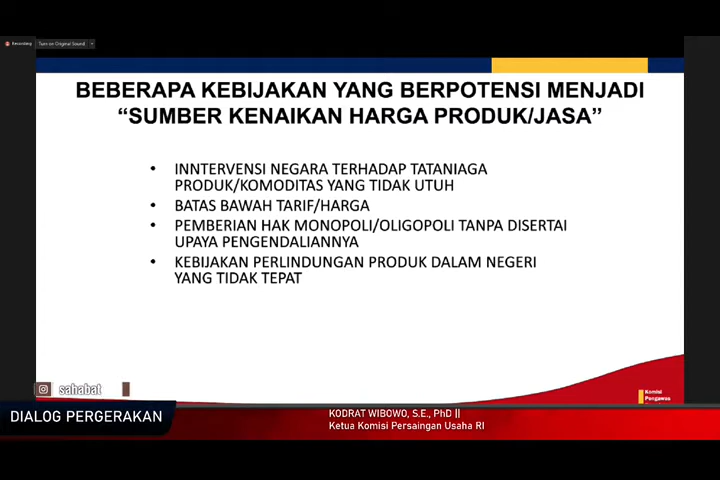 Recording
Turn on Original Sound
BEBERAPA KEBIJAKAN YANG BERPOTENSI MENJADI
“SUMBER KENAIKAN HARGA PRODUK/JASA”
• INNTERVENSI NEGARA TERHADAP TATANIAGA
PRODUK/KOMODITAS YANG TIDAK UTUH
• BATAS BAWAH TARIF/HARGA
• PEMBERIAN HAK MONOPOLI/OLIGOPOLI TANPA DISERTAI
UPAYA PENGENDALIANNYA
• KEBIJAKAN PERLINDUNGAN PRODUK DALAM NEGERI
YANG TIDAK TEPAT
sahabat
Komisi
Pengawas
DIALOG PERGERAKAN
KODRAT WIBOWO, S.E., PhD ||
Ketua Komisi Persaingan Usaha RI